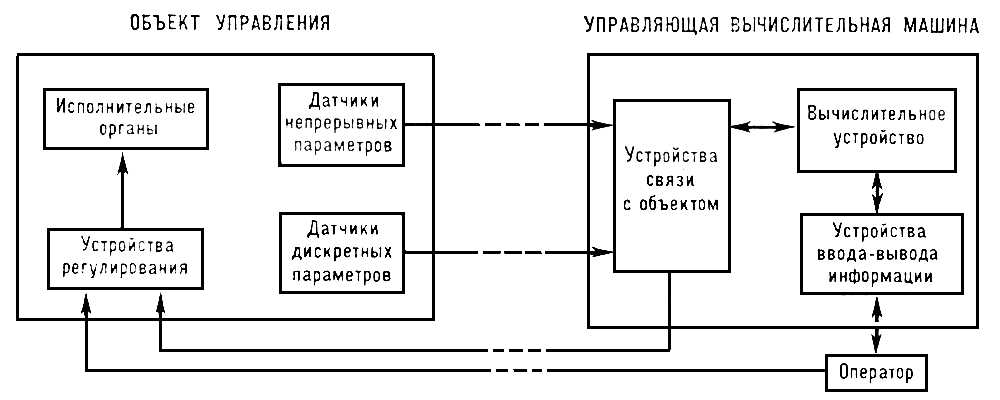 ОБЪЕКТ УПРАВЛЕНИЯ
УПРАВЛЯЮЩАЯ ВЫЧИСЛИТЕЛЬНАЯ МАШИНА
Исполнительные
органы
Датчики
непрерывных
параметров
Устройства
связи
с объектом
Вычислительное
устройство
Устройства
регулирования
Датчики
дискретных
параметров
Устройства
ввода-вывода
информации
Оператор